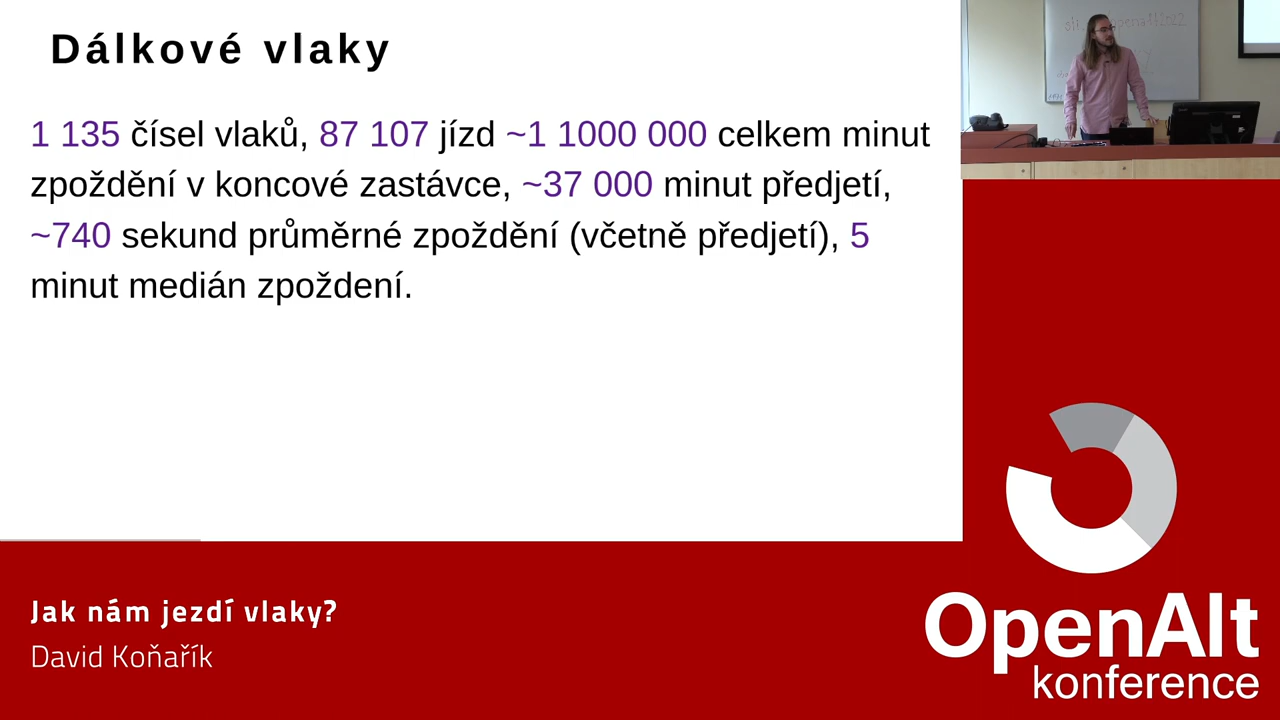 Dálkové vlaky
1 135 čísel vlaků, 87 107 jízd ~1 1000 000 celkem minut
zpoždění v koncové zastávce, ~37 000 minut předjetí,
~740 sekund průměrné zpoždění (včetně předjetí), 5
minut medián zpoždení.
Jak nám jezdí vlaky?
David Koňařík
OpenAlt
konference